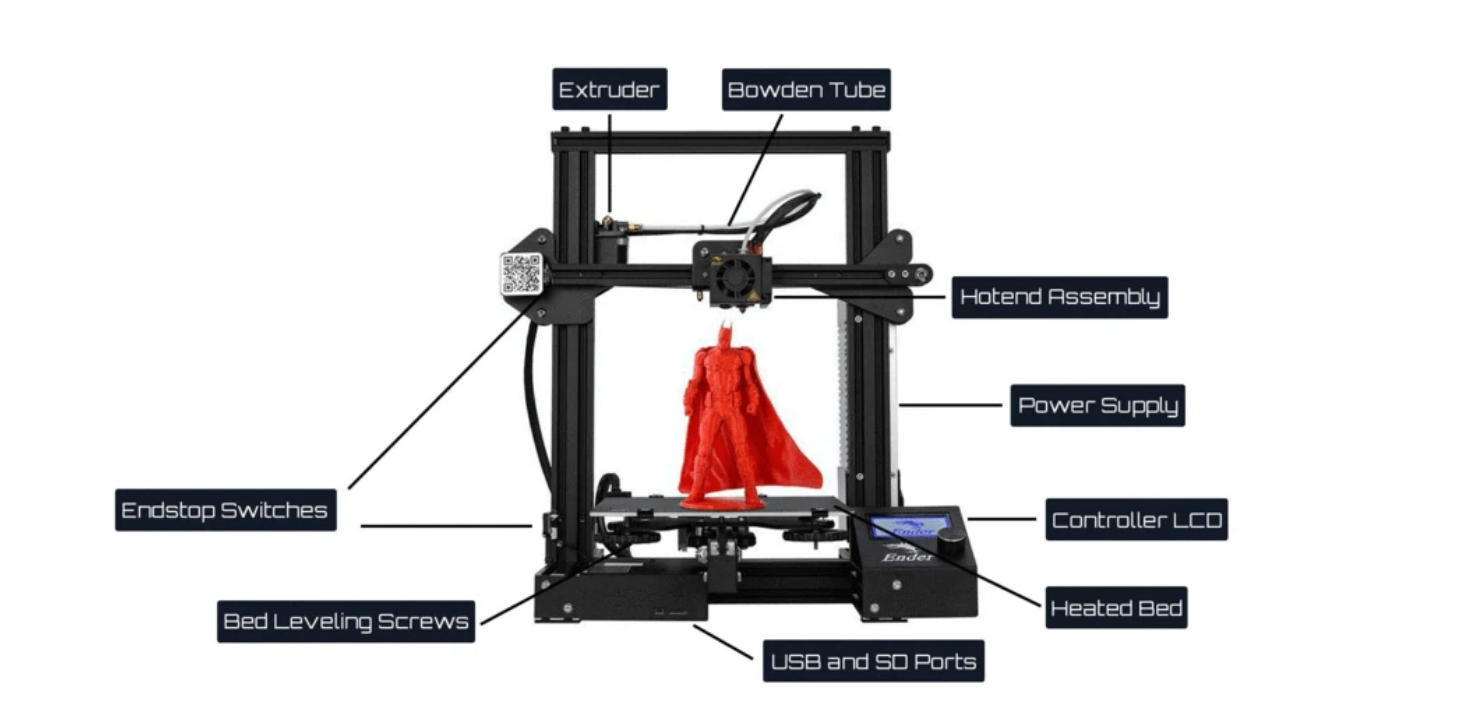 Extruder
Bowden Tube
Hotend Assembly
Power Supply
Endstop Switches
Controller LCD
Ender
Ender
Heated Bed
Bed Leveling Screws
USB and SD Ports